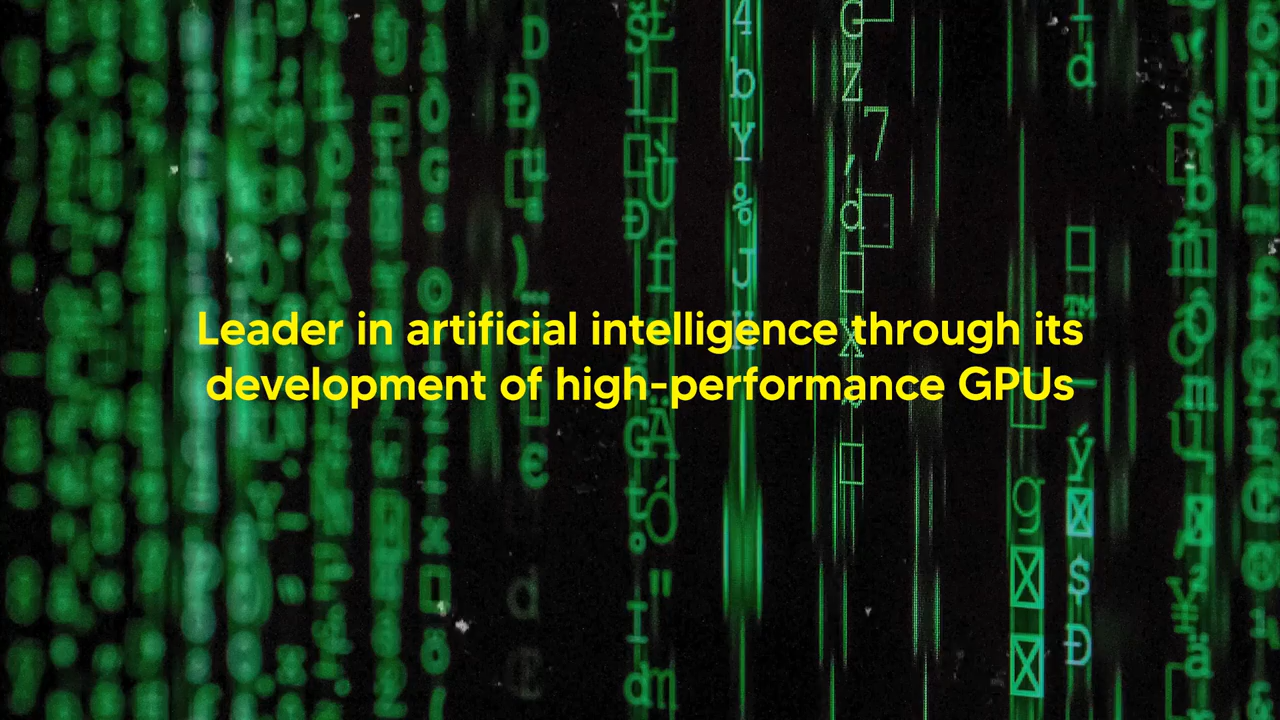 Leader in artificial intelligence through its
development of high-performance GPUs